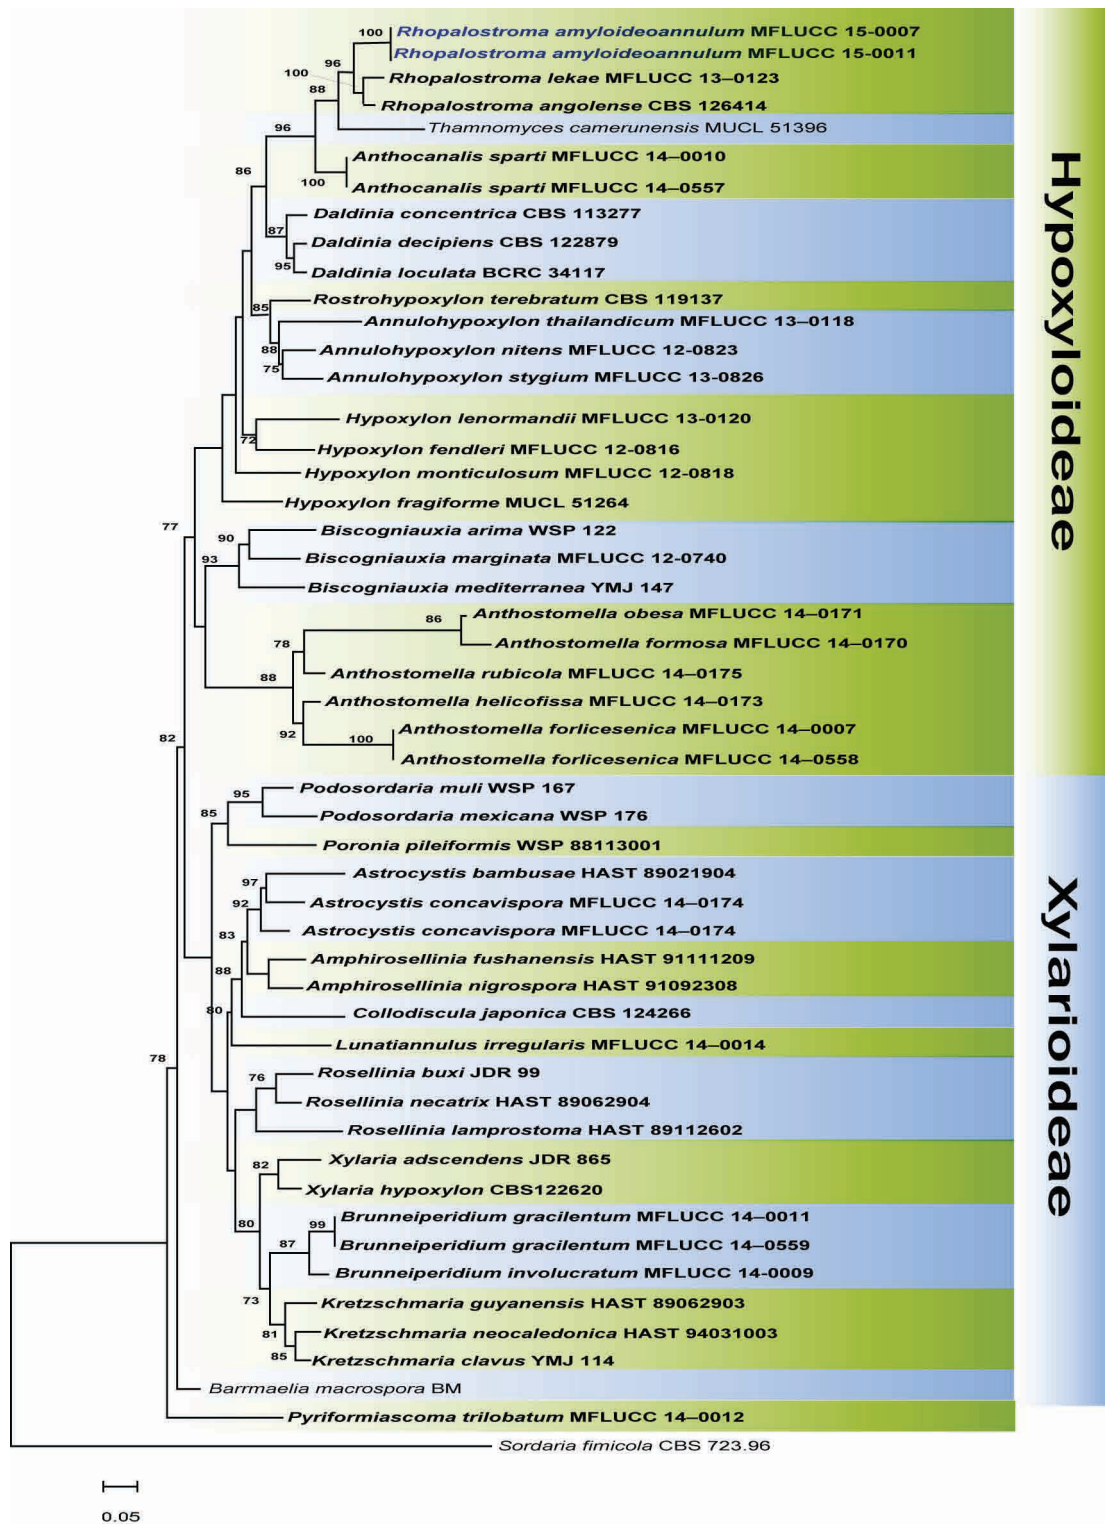 100
Rhopalostroma amyloideoannulum MFLUCC 15-0007
Rhopalostroma amyloideoannulum MFLUCC 15-0011
96
100
Rhopalostroma lekae MFLUCC 13–0123
88
Rhopalostroma angolense CBS 126414
96
Thamnomyces camerunensis MUCL 51396
Anthocanalis sparti MFLUCC 14–0010
86
100
Anthocanalis sparti MFLUCC 14–0557
Daldinia concentrica CBS 113277
87
Daldinia decipiens CBS 122879
95
Daldinia loculata BCRC 34117
Rostrohypoxylon terebratum CBS 119137
85
Annulohypoxylon thailandicum MFLUCC 13–0118
88
Annulohypoxylon nitens MFLUCC 12-0823
75
Annulohypoxylon stygium MFLUCC 13-0826
Hypoxylon lenormandii MFLUCC 13-0120
72
Hypoxylon fendleri MFLUCC 12-0816
Hypoxylon monticulosum MFLUCC 12-0818
Hypoxylon fragiforme MUCL 51264
77
Biscogniauxia arima WSP 122
90
93
Biscogniauxia marginata MFLUCC 12-0740
Biscogniauxia mediterranea YMJ 147
86
Anthostomella obesa MFLUCC 14–0171
78
Anthostomella formosa MFLUCC 14–0170
88
Anthostomella rubicola MFLUCC 14–0175
Anthostomella helicofissa MFLUCC 14–0173
92
100
Anthostomella forlicesenica MFLUCC 14–0007
82
Anthostomella forlicesenica MFLUCC 14–0558
Hypoxyloideae
95
Podosordaria muli WSP 167
85
Podosordaria mexicana WSP 176
Poronia pileiformis WSP 88113001
97
Astrocystis bambusae HAST 89021904
92
Astrocystis concavispora MFLUCC 14–0174
83
Astrocystis concavispora MFLUCC 14–0174
Amphirosellinia fushanensis HAST 91111209
88
Amphirosellinia nigrospora HAST 91092308
80
Collodiscula japonica CBS 124266
Lunatiannulus irregularis MFLUCC 14–0014
78
76
Rosellinia buxi JDR 99
Rosellinia necatrix HAST 89062904
Rosellinia lamprostoma HAST 89112602
82
Xylaria adscendens JDR 865
Xylaria hypoxylon CBS122620
80
99
Brunneiperidium gracilentum MFLUCC 14–0011
87
Brunneiperidium gracilentum MFLUCC 14–0559
Brunneiperidium involucratum MFLUCC 14-0009
73
Kretzschmaria guyanensis HAST 89062903
81
Kretzschmaria neocaledonica HAST 94031003
85
Kretzschmaria clavus YMJ 114
Barrmaelia macrospora BM
Xylarioideae
Pyriformiascoma trilobatum MFLUCC 14–0012
Sordaria fimicola CBS 723.96
0.05